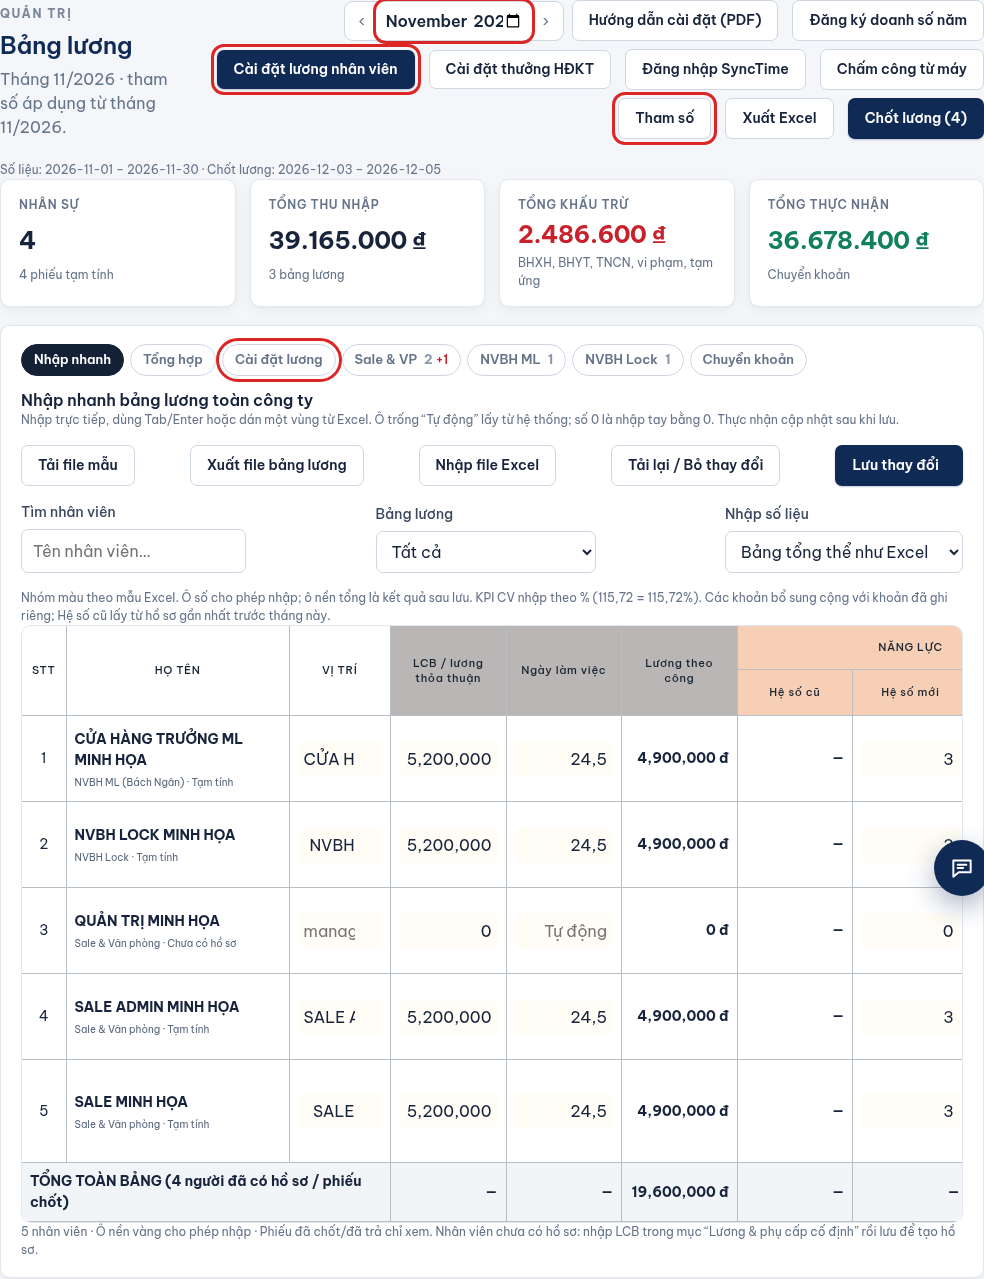 QUẢN TRỊ
Bảng lương
Tháng 11/2026 · tham
số áp dụng từ tháng
11/2026.
‹ November 202 ›
Hướng dẫn cài đặt (PDF)
Đăng ký doanh số năm
Cài đặt lương nhân viên
Cài đặt thưởng HĐKT
Đăng nhập SyncTime
Chấm công từ máy
Tham số
Xuất Excel
Chốt lương (4)
Số liệu: 2026-11-01 – 2026-11-30 · Chốt lương: 2026-12-03 – 2026-12-05
NHÂN SỰ
4
4 phiếu tạm tính
TỔNG THU NHẬP
39.165.000 ₫
3 bảng lương
TỔNG KHẤU TRỪ
2.486.600 ₫
BHXH, BHYT, TNCN, vi phạm, tạm
ứng
TỔNG THỰC NHẬN
36.678.400 ₫
Chuyển khoản
Nhập nhanh
Tổng hợp
Cài đặt lương
Sale & VP 2 +1
NVBH ML 1
NVBH Lock 1
Chuyển khoản
Nhập nhanh bảng lương toàn công ty
Nhập trực tiếp, dùng Tab/Enter hoặc dán một vùng từ Excel. Ô trống “Tự động” lấy từ hệ thống; số 0 là nhập tay bằng 0. Thực nhận cập nhật sau khi lưu.
Tải file mẫu
Xuất file bảng lương
Nhập file Excel
Tải lại / Bỏ thay đổi
Lưu thay đổi
Tìm nhân viên
Tên nhân viên...
Bảng lương
Tất cả
Nhập số liệu
Bảng tổng thể như Excel
Nhóm màu theo mẫu Excel. Ô số cho phép nhập; ô nền tổng là kết quả sau lưu. KPI CV nhập theo % (115,72 = 115,72%). Các khoản bổ sung cộng với khoản đã ghi
riêng; Hệ số cũ lấy từ hồ sơ gần nhất trước tháng này.
STT
HỌ TÊN
VỊ TRÍ
LCB / lương
thỏa thuận
Ngày làm việc
Lương theo
công
NĂNG LỰC
Hệ số cũ
Hệ số mới
1
CỬA HÀNG TRƯỞNG ML
MINH HỌA
NVBH ML (Bách Ngân) · Tạm tính
CỬA H
5,200,000
24,5
4,900,000 đ
–
3
2
NVBH LOCK MINH HỌA
NVBH Lock · Tạm tính
NVBH
5,200,000
24,5
4,900,000 đ
–
3
QUẢN TRỊ MINH HỌA
Sale & Văn phòng · Chưa có hồ sơ
manag
0
Tự động
0 đ
–
0
4
SALE ADMIN MINH HỌA
Sale & Văn phòng · Tạm tính
SALE A
5,200,000
24,5
4,900,000 đ
–
3
5
SALE MINH HỌA
Sale & Văn phòng · Tạm tính
SALE
5,200,000
24,5
4,900,000 đ
–
3
TỔNG TOÀN BẢNG (4 người đã có hồ sơ / phiếu
chốt)
–
–
19,600,000 đ
–
–
5 nhân viên · Ô nền vàng cho phép nhập · Phiếu đã chốt/đã trả chỉ xem. Nhân viên chưa có hồ sơ: nhập LCB trong mục “Lương & phụ cấp cố định” rồi lưu để tạo hồ
sơ.